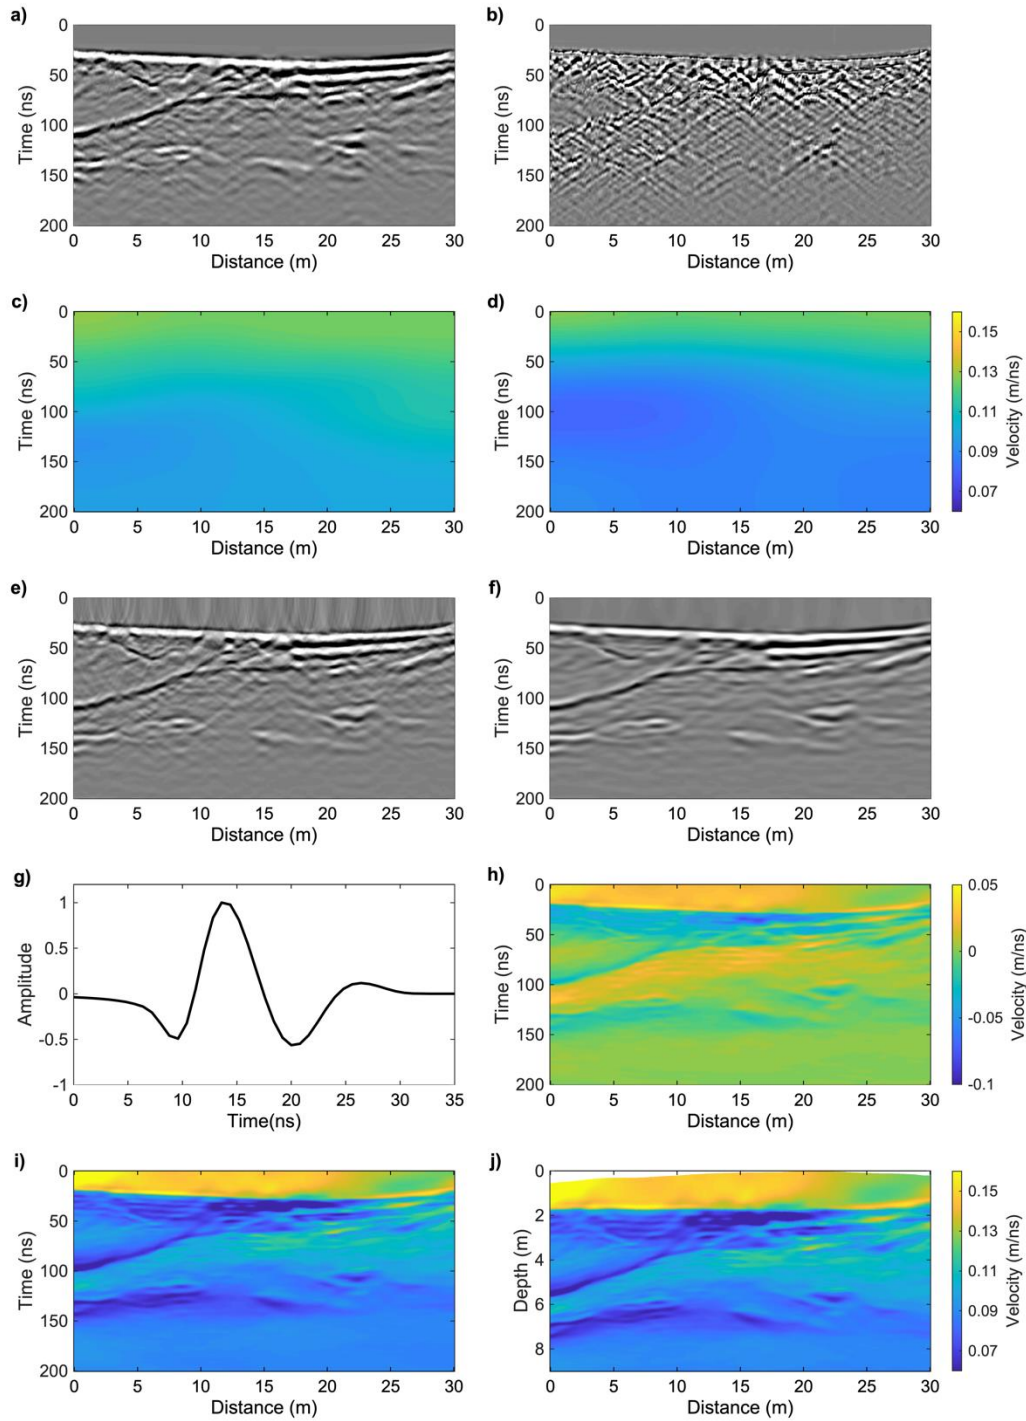 a)
0
50
100
150
200
Time (ns)
0 5 10 15 20 25 30
Distance (m)
b)
0
50
100
150
200
Time (ns)
0 5 10 15 20 25 30
Distance (m)
c)
0
50
100
150
200
Time (ns)
0 5 10 15 20 25 30
Distance (m)
d)
0
50
100
150
200
Time (ns)
0 5 10 15 20 25 30
Distance (m)
0.15
0.13
0.11
0.09
0.07
Velocity (m/ns)
e)
0
50
100
150
200
Time (ns)
0 5 10 15 20 25 30
Distance (m)
f)
0
50
100
150
200
Time (ns)
0 5 10 15 20 25 30
Distance (m)
g)
1
0.5
0
-0.5
-1
Amplitude
0 5 10 15 20 25 30 35
Time(ns)
h)
0
50
100
150
200
Time (ns)
0 5 10 15 20 25 30
Distance (m)
0.05
0
-0.05
-0.1
Velocity (m/ns)
i)
0
50
100
150
200
Time (ns)
0 5 10 15 20 25 30
Distance (m)
j)
0
2
4
6
8
Depth (m)
0 5 10 15 20 25 30
Distance (m)
0.15
0.13
0.11
0.09
0.07
Velocity (m/ns)